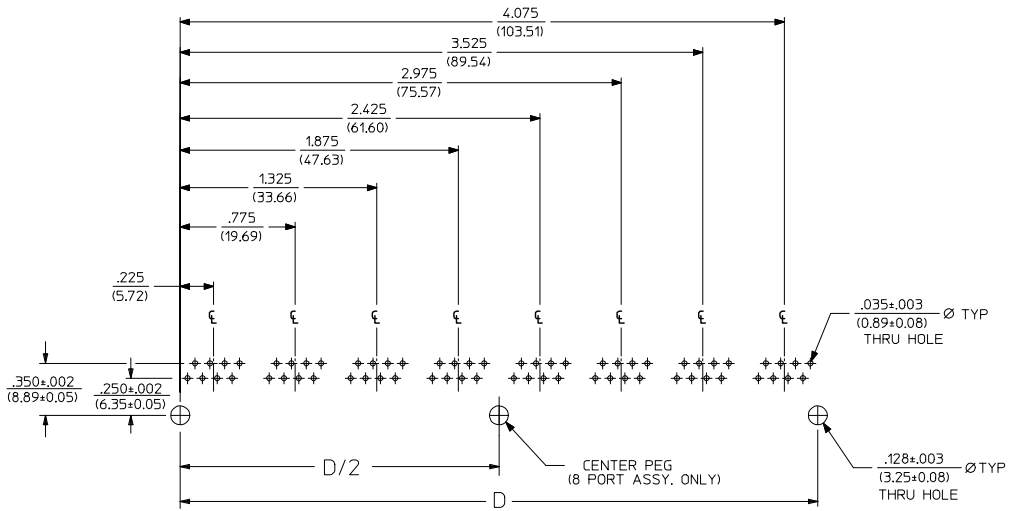 4.075
(103.51)
3.525
(89.54)
2.975
(75.57)
2.425
(61.60)
1.875
(47.63)
1.325
(33.66)
.775
(19.69)
.225
(5.72)
℄ ℄ ℄ ℄ ℄ ℄ ℄ ℄
.035±.003
(0.89±0.08)
Ø TYP
THRU HOLE
.350±.002
(8.89±0.05)
.250±.002
(6.35±0.05)
D/2
CENTER PEG
(8 PORT ASSY. ONLY)
D
.128±.003
(3.25±0.08)
Ø TYP
THRU HOLE